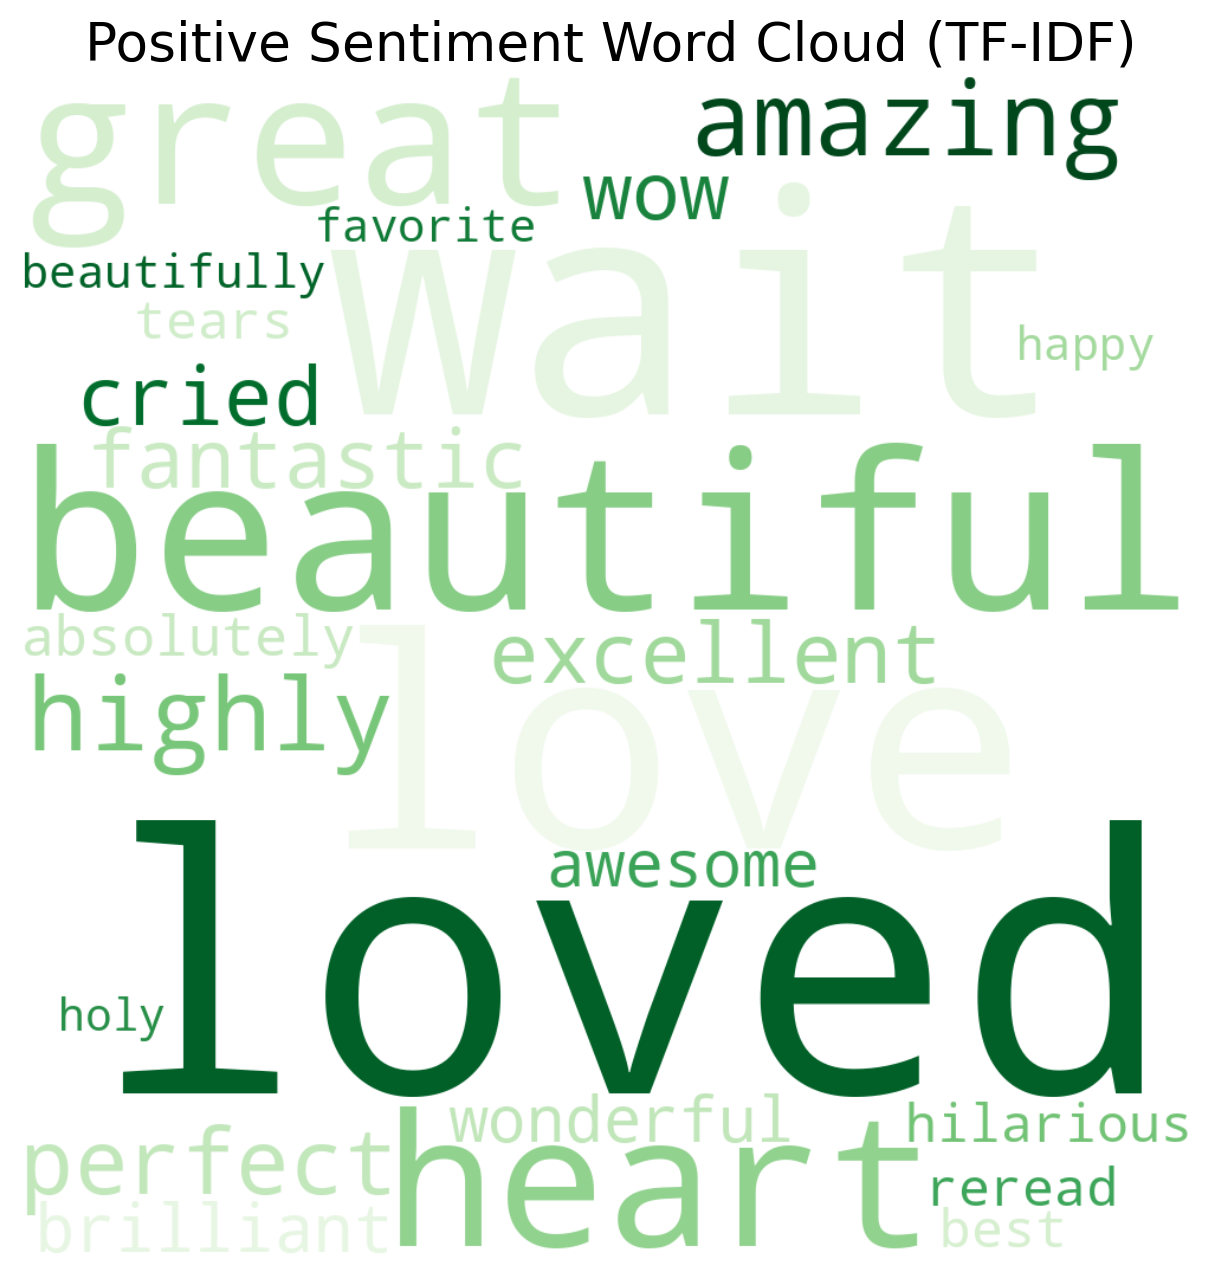 Positive Sentiment Word Cloud (TF-IDF)
great
amazing
wow
favorite
wait
beautifully
tears
happy
cried
fantastic
beautiful
absolutely
excellent
highly
love
awesome
loved
holy
wonderful
hilarious
perfect
heart
reread
brilliant
best